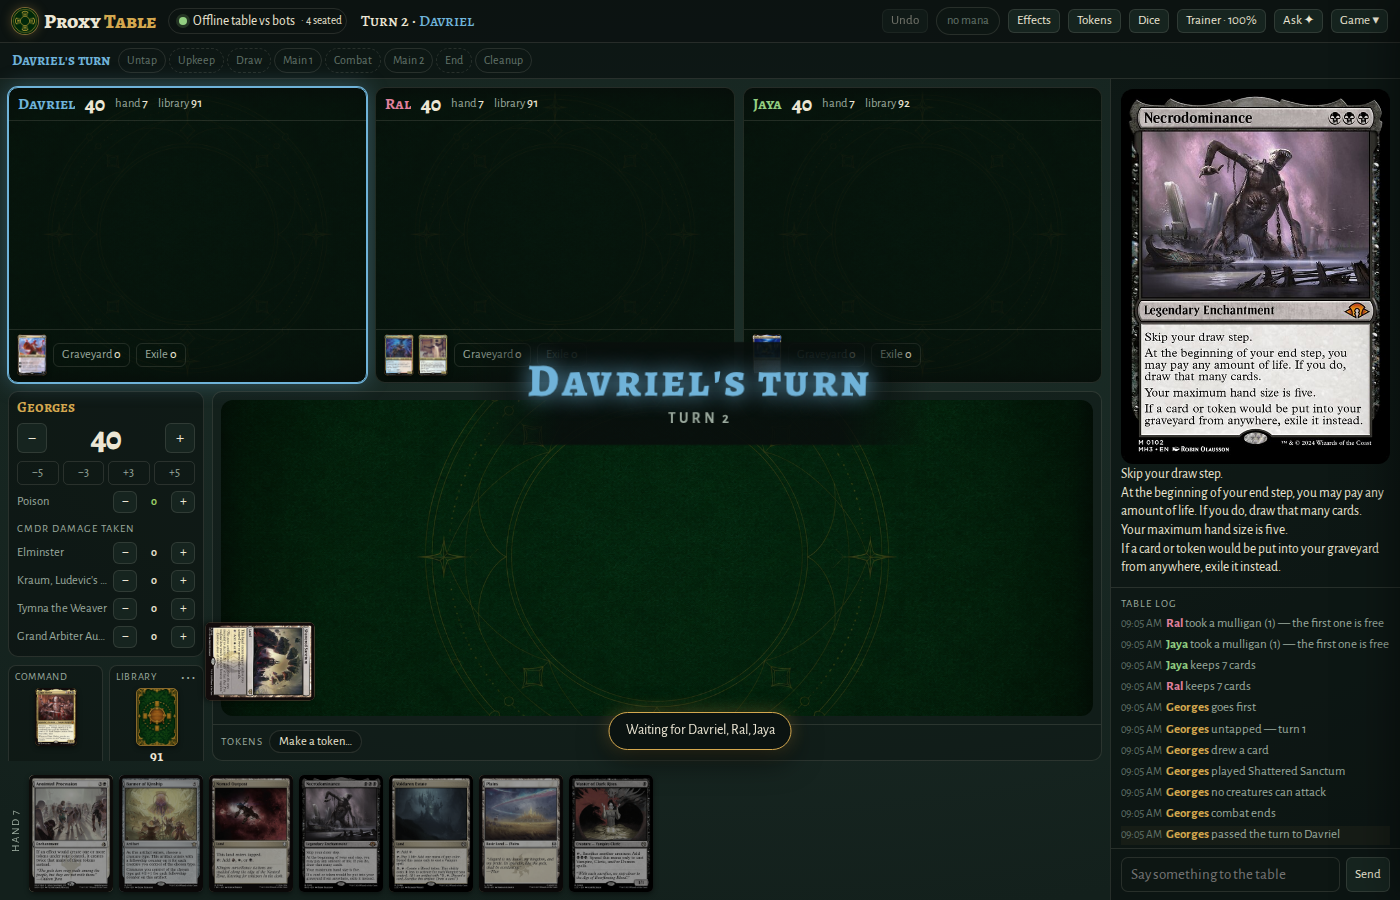 PROXY TABLE
Offline table vs bots · 4 seated
TURN 2 · DAVRIEL
Undo
no mana
Effects
Tokens
Dice
Trainer · 100%
Ask ✦
Game ▾
DAVRIEL'S TURN
Untap
Upkeep
Draw
Main 1
Combat
Main 2
End
Cleanup
DAVRIEL 40 hand 7 library 91
RAL 40 hand 7 library 91
JAYA 40 hand 7 library 92
Graveyard 0
Exile 0
Graveyard 0
Exile 0
Graveyard 0
Exile 0
DAVRIEL'S TURN
TURN 2
GEORGES
− 40 +
−5 −3 +3 +5
Poison − 0 +
CMDR DAMAGE TAKEN
Elminster − 0 +
Kraum, Ludevic's ... − 0 +
Tymna the Weaver − 0 +
Grand Arbiter Au... − 0 +
COMMAND
LIBRARY ...
91
TOKENS
Make a token...
Waiting for Davriel, Ral, Jaya
HAND 7
Necrodominance
Plains
Necrodominance
Legendary Enchantment
Skip your draw step.
At the beginning of your end step, you
may pay any amount of life. If you do,
draw that many cards.
Your maximum hand size is five.
If a card or token would be put into your
graveyard from anywhere, exile it instead.
M 0102
MH3 • EN ROBIN OLAUSSON
™ & © 2024 Wizards of the Coast
Skip your draw step.
At the beginning of your end step, you may pay any
amount of life. If you do, draw that many cards.
Your maximum hand size is five.
If a card or token would be put into your graveyard
from anywhere, exile it instead.
TABLE LOG
09:05 AM Ral took a mulligan (1) — the first one is free
09:05 AM Jaya took a mulligan (1) — the first one is free
09:05 AM Jaya keeps 7 cards
09:05 AM Ral keeps 7 cards
09:05 AM Georges goes first
09:05 AM Georges untapped — turn 1
09:05 AM Georges drew a card
09:05 AM Georges played Shattered Sanctum
09:05 AM Georges no creatures can attack
09:05 AM Georges combat ends
09:05 AM Georges passed the turn to Davriel
Say something to the table
Send